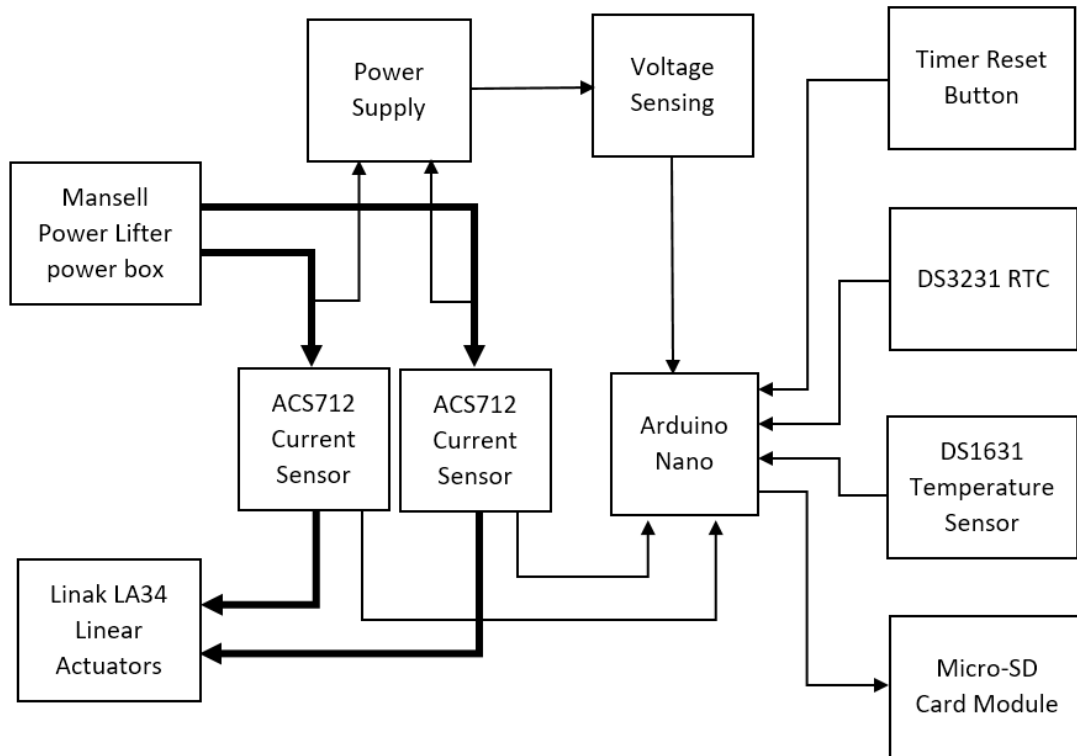 Power
Supply
Voltage
Sensing
Timer Reset
Button
Mansell
Power Lifter
power box
DS3231 RTC
ACS712
Current
Sensor
ACS712
Current
Sensor
Arduino
Nano
DS1631
Temperature
Sensor
Linak LA34
Linear
Actuators
Micro-SD
Card Module